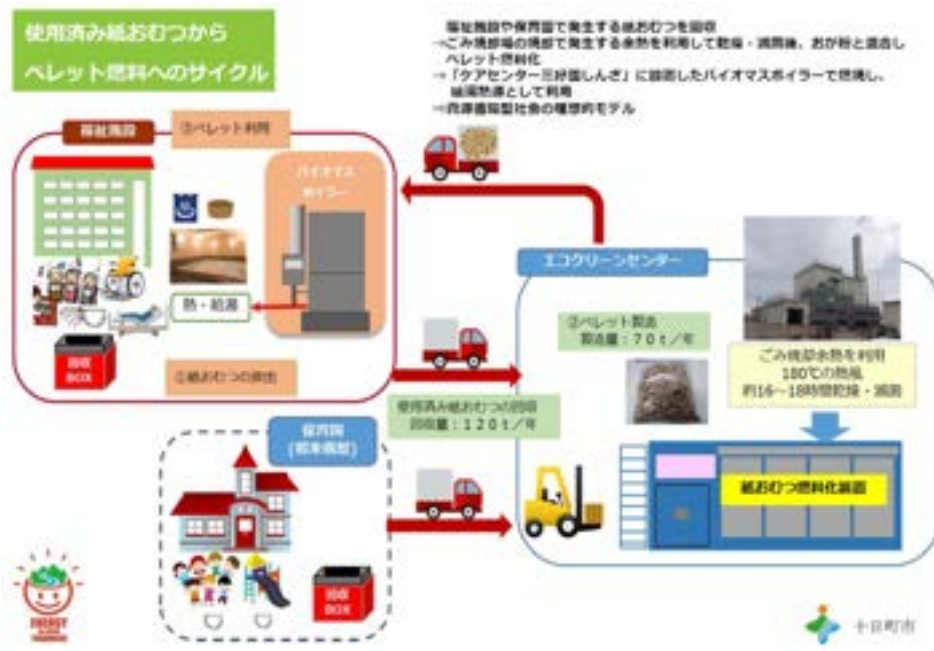 使用済み紙おむつから
ペレット燃料へのサイクル
福祉施設や保育園で発生する紙おむつを回収
→ごみ焼却場の焼却で発生する余熱を利用して乾燥・滅菌後、おが粉と混合し
ペレット燃料化
→「ケアセンター三好園しんざ」に設置したバイオマスボイラーで燃焼し、
給湯熱源として利用
⇒資源循環型社会の理想的モデル
福祉施設
③ペレット利用
バイオマス
ボイラー
熱・給湯
回収
BOX
①紙おむつの排出
エコクリーンセンター
②ペレット製造
製造量:70t/年
ごみ焼却余熱を利用
180℃の熱風
約16~18時間乾燥・滅菌
使用済み紙おむつの回収
回収量:120t/年
保育園
(将来構想)
紙おむつ燃料化装置
回収
BOX
ENERGY
十日町市